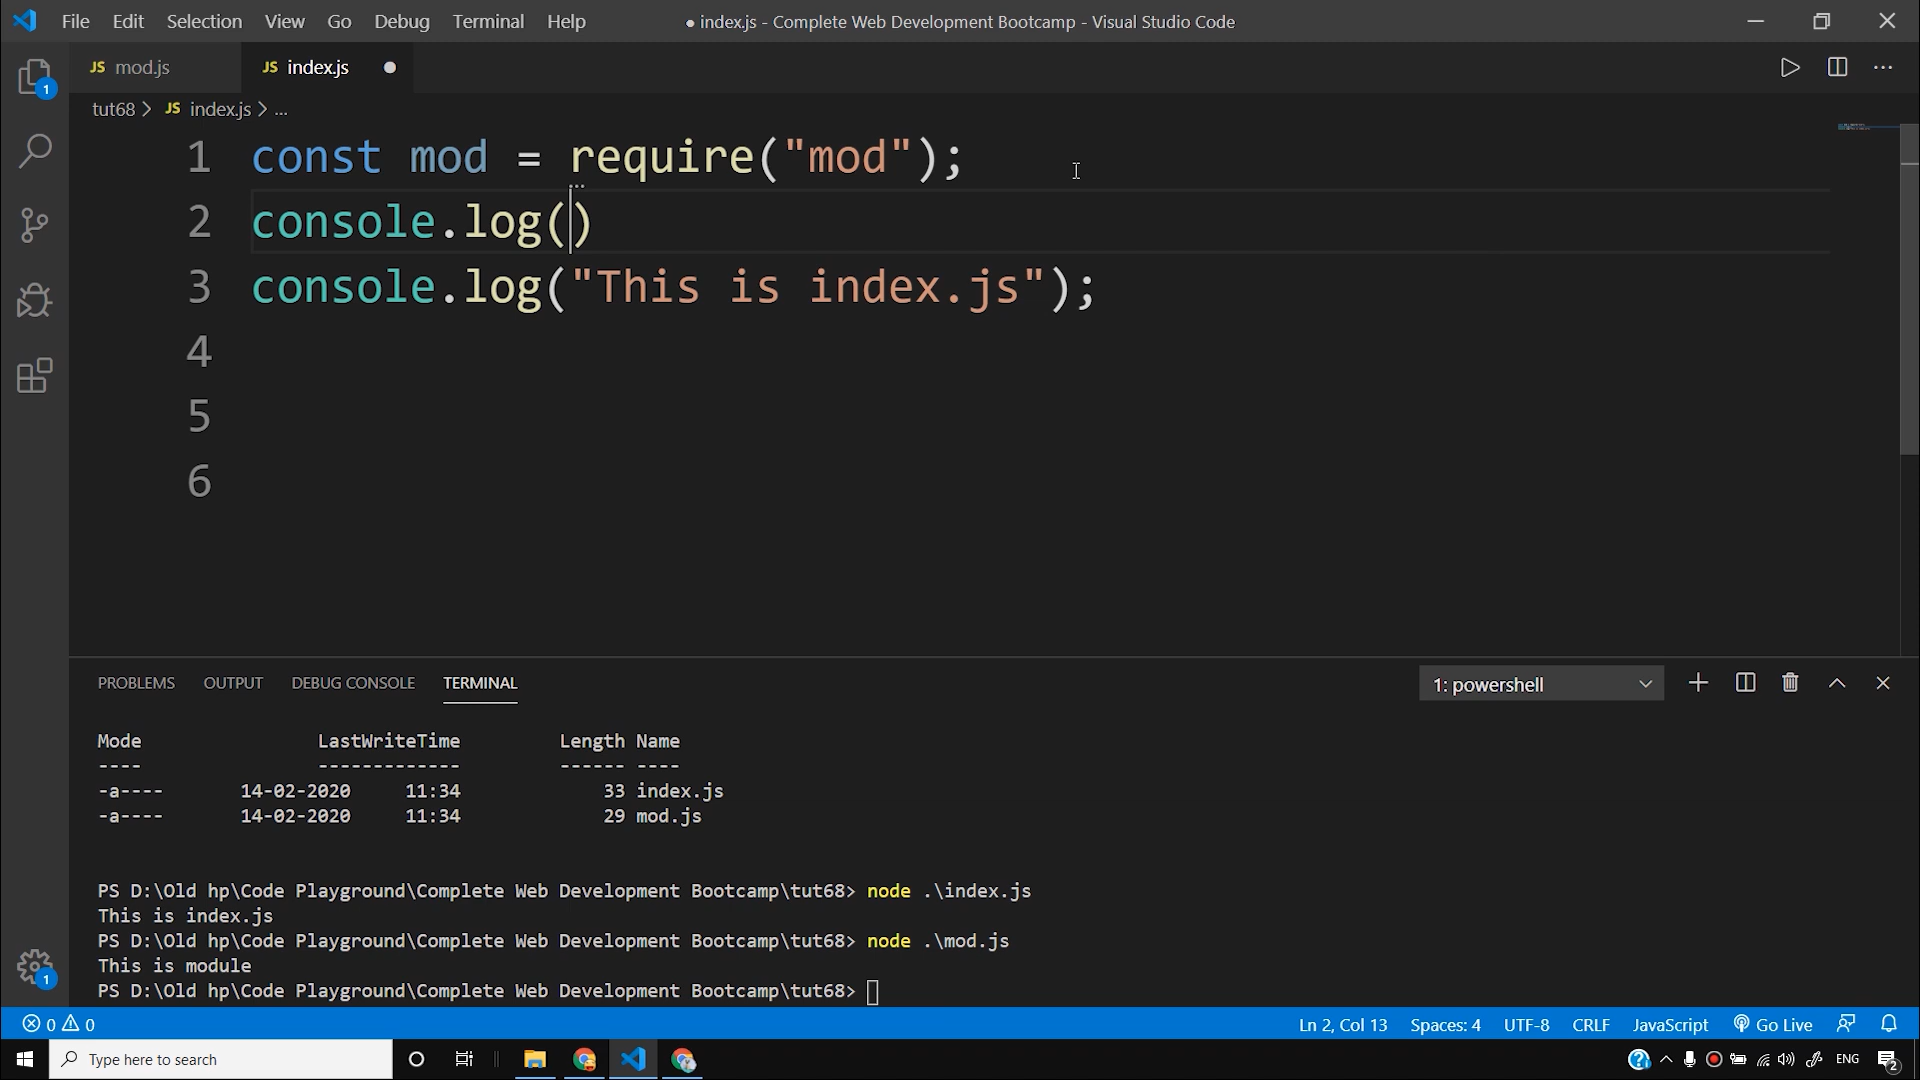 File Edit Selection View Go Debug Terminal Help ● index.js - Complete Web Development Bootcamp - Visual Studio Code
JS mod.js JS index.js ●
1 tut68 > JS index.js > ...
1 const mod = require("mod");
2 console.log()
3 console.log("This is index.js");
4
5
6
PROBLEMS OUTPUT DEBUG CONSOLE TERMINAL 1: powershell
Mode LastWriteTime Length Name
---- ------------- ------ ----
-a---- 14-02-2020 11:34 33 index.js
-a---- 14-02-2020 11:34 29 mod.js
PS D:\Old hp\Code Playground\Complete Web Development Bootcamp\tut68> node .\index.js
This is index.js
PS D:\Old hp\Code Playground\Complete Web Development Bootcamp\tut68> node .\mod.js
This is module
1
PS D:\Old hp\Code Playground\Complete Web Development Bootcamp\tut68>
0 0 Ln 2, Col 13 Spaces: 4 UTF-8 CRLF JavaScript Go Live
Type here to search ENG 2